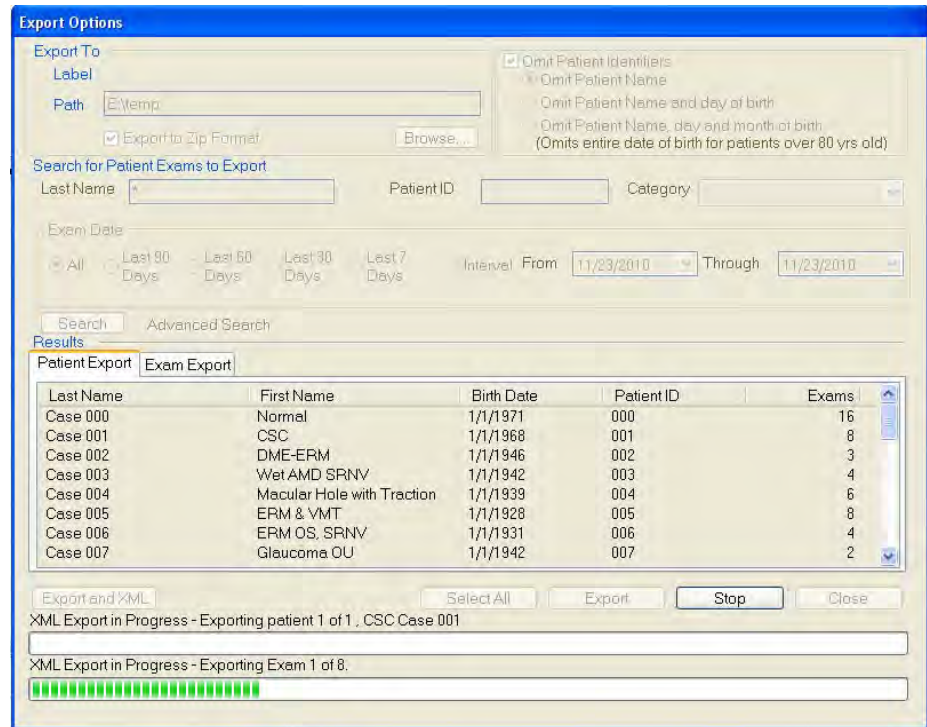 Export Options
Export To
Label
Path E:\temp
Export to Zip Format Browse...
Omit Patient Identifiers
Omit Patient Name
Omit Patient Name and day of birth
Omit Patient Name, day and month of birth
(Omits entire date of birth for patients over 80 yrs old)
Search for Patient Exams to Export
Last Name * Patient ID Category
Exam Date
All Last 90 Days Last 60 Days Last 30 Days Last 7 Days Interval From 11/23/2010 Through 11/23/2010
Search Advanced Search
Results
Patient Export Exam Export
Last Name First Name Birth Date Patient ID Exams
Case 000 Normal 1/1/1971 000 16
Case 001 CSC 1/1/1968 001 8
Case 002 DME-ERM 1/1/1946 002 3
Case 003 Wet AMD SRNV 1/1/1942 003 4
Case 004 Macular Hole with Traction 1/1/1939 004 6
Case 005 ERM & VMT 1/1/1928 005 8
Case 006 ERM OS, SRNV 1/1/1931 006 4
Case 007 Glaucoma OU 1/1/1942 007 2
Export and XML Select All Export Stop Close
XML Export in Progress - Exporting patient 1 of 1 , CSC Case 001
XML Export in Progress - Exporting Exam 1 of 8.